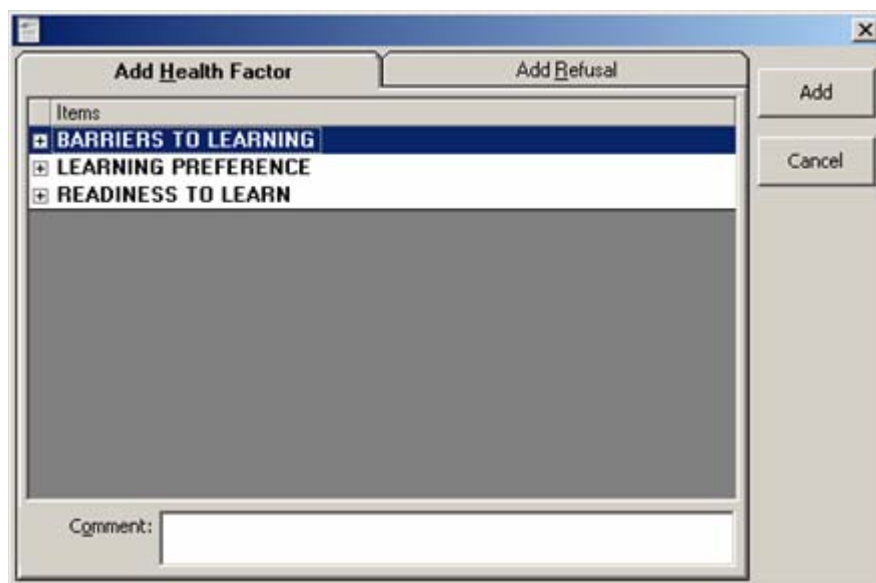 Add Health Factor
Add Refusal
Add
Items
BARRIERS TO LEARNING
LEARNING PREFERENCE
READINESS TO LEARN
Cancel
Comment: